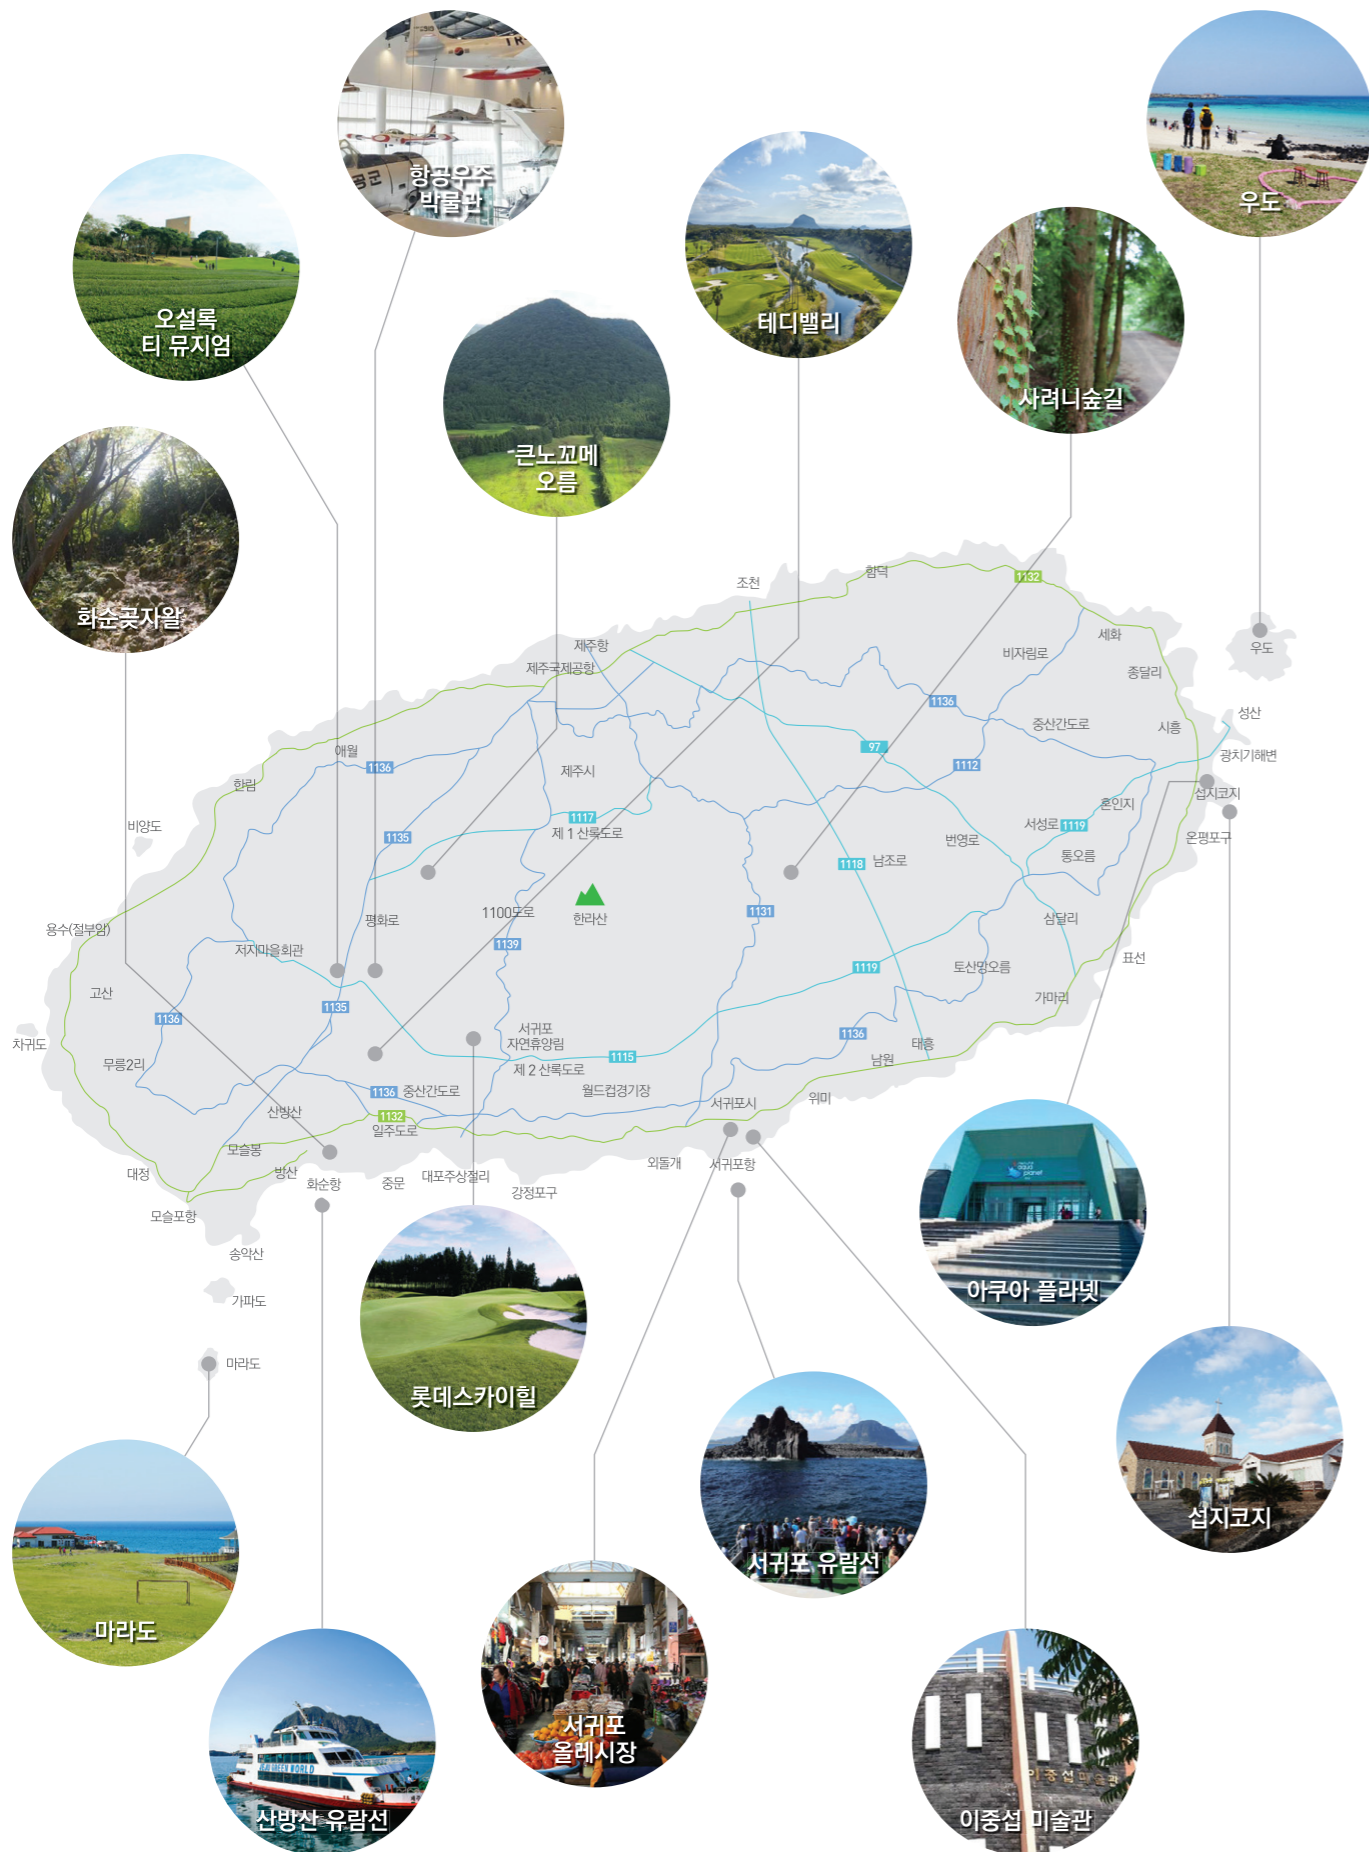 항공우주
박물관
우도
테디밸리
오설록
티 뮤지엄
사려니숲길
큰노꼬메
오름
화순곶자왈
함덕
1132
조천
세화
제주항
비자림로
우도
제주국제공항
종달리
1136
성산
중산간도로
시흥
애월
97
광치기해변
1136
제주시
1112
한림
섭지코지
혼인지
1117
비양도
서성로
1119
제 1 산록도로
1135
번영로
온평포구
통오름
1118
남조로
1100도로
1131
한라산
평화로
삼달리
용수(절부암)
1139
저지마을회관
표선
1119
토산망오름
고산
가마리
1135
1136
서귀포
자연휴양림
1136
차귀도
태흥
1115
남원
무릉2리
제 2 산록도로
1136
중산간도로
월드컵경기장
위미
서귀포시
산방산
1132
일주도로
모슬봉
외돌개
서귀포항
대정
방산
대포주상절리
화순항
중문
강정포구
모슬포항
송악산
aqua
planet
아쿠아 플라넷
가파도
마라도
롯데스카이힐
섭지코지
서귀포 유람선
마라도
서귀포
올레시장
GREEN WORLD
이중섭미술관
산방산 유람선
이중섭 미술관